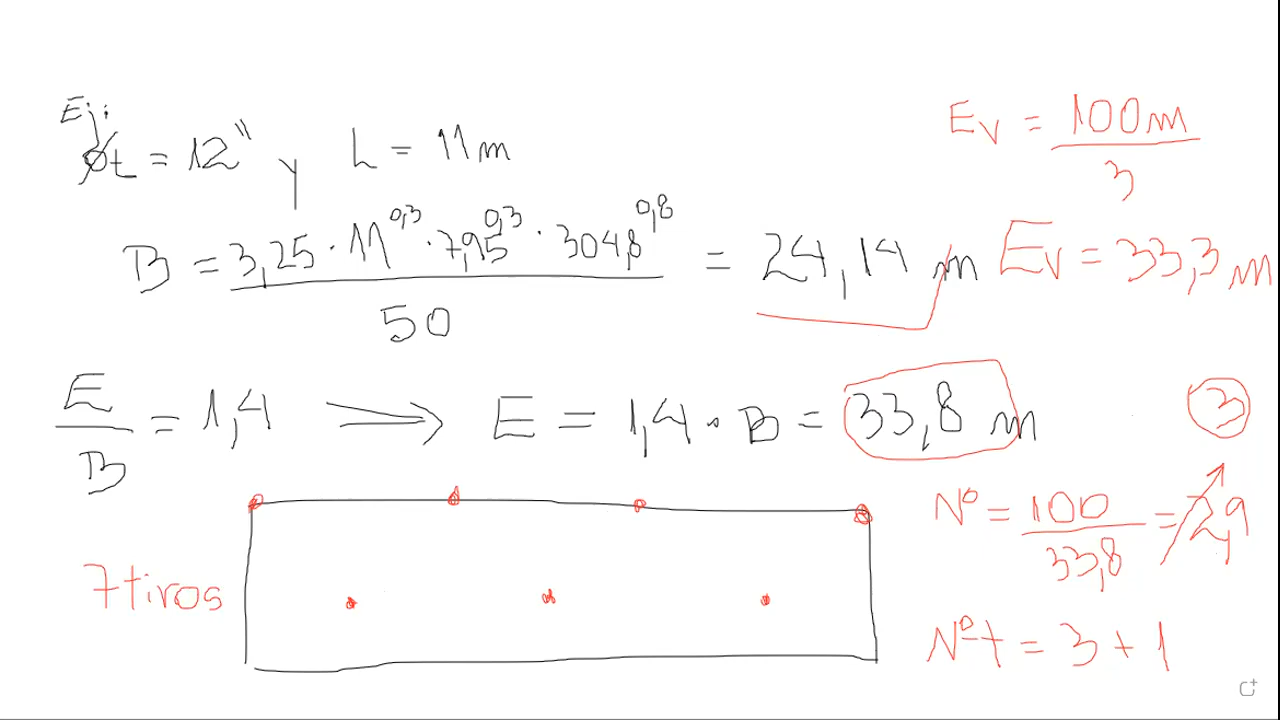 Ej:
Øt = 12" y L = 11 m
B = 3,25 · 11^0,3 · 7,95^0,3 · 304,8^0,8 / 50 = 24,14 m
E / B = 1,4 → E = 1,4 · B = 33,8 m
7 tiros
Ev = 100 m / 3
Ev = 33,3 m
3
Nº = 100 / 33,8 = 2,9
Nºt = 3 + 1